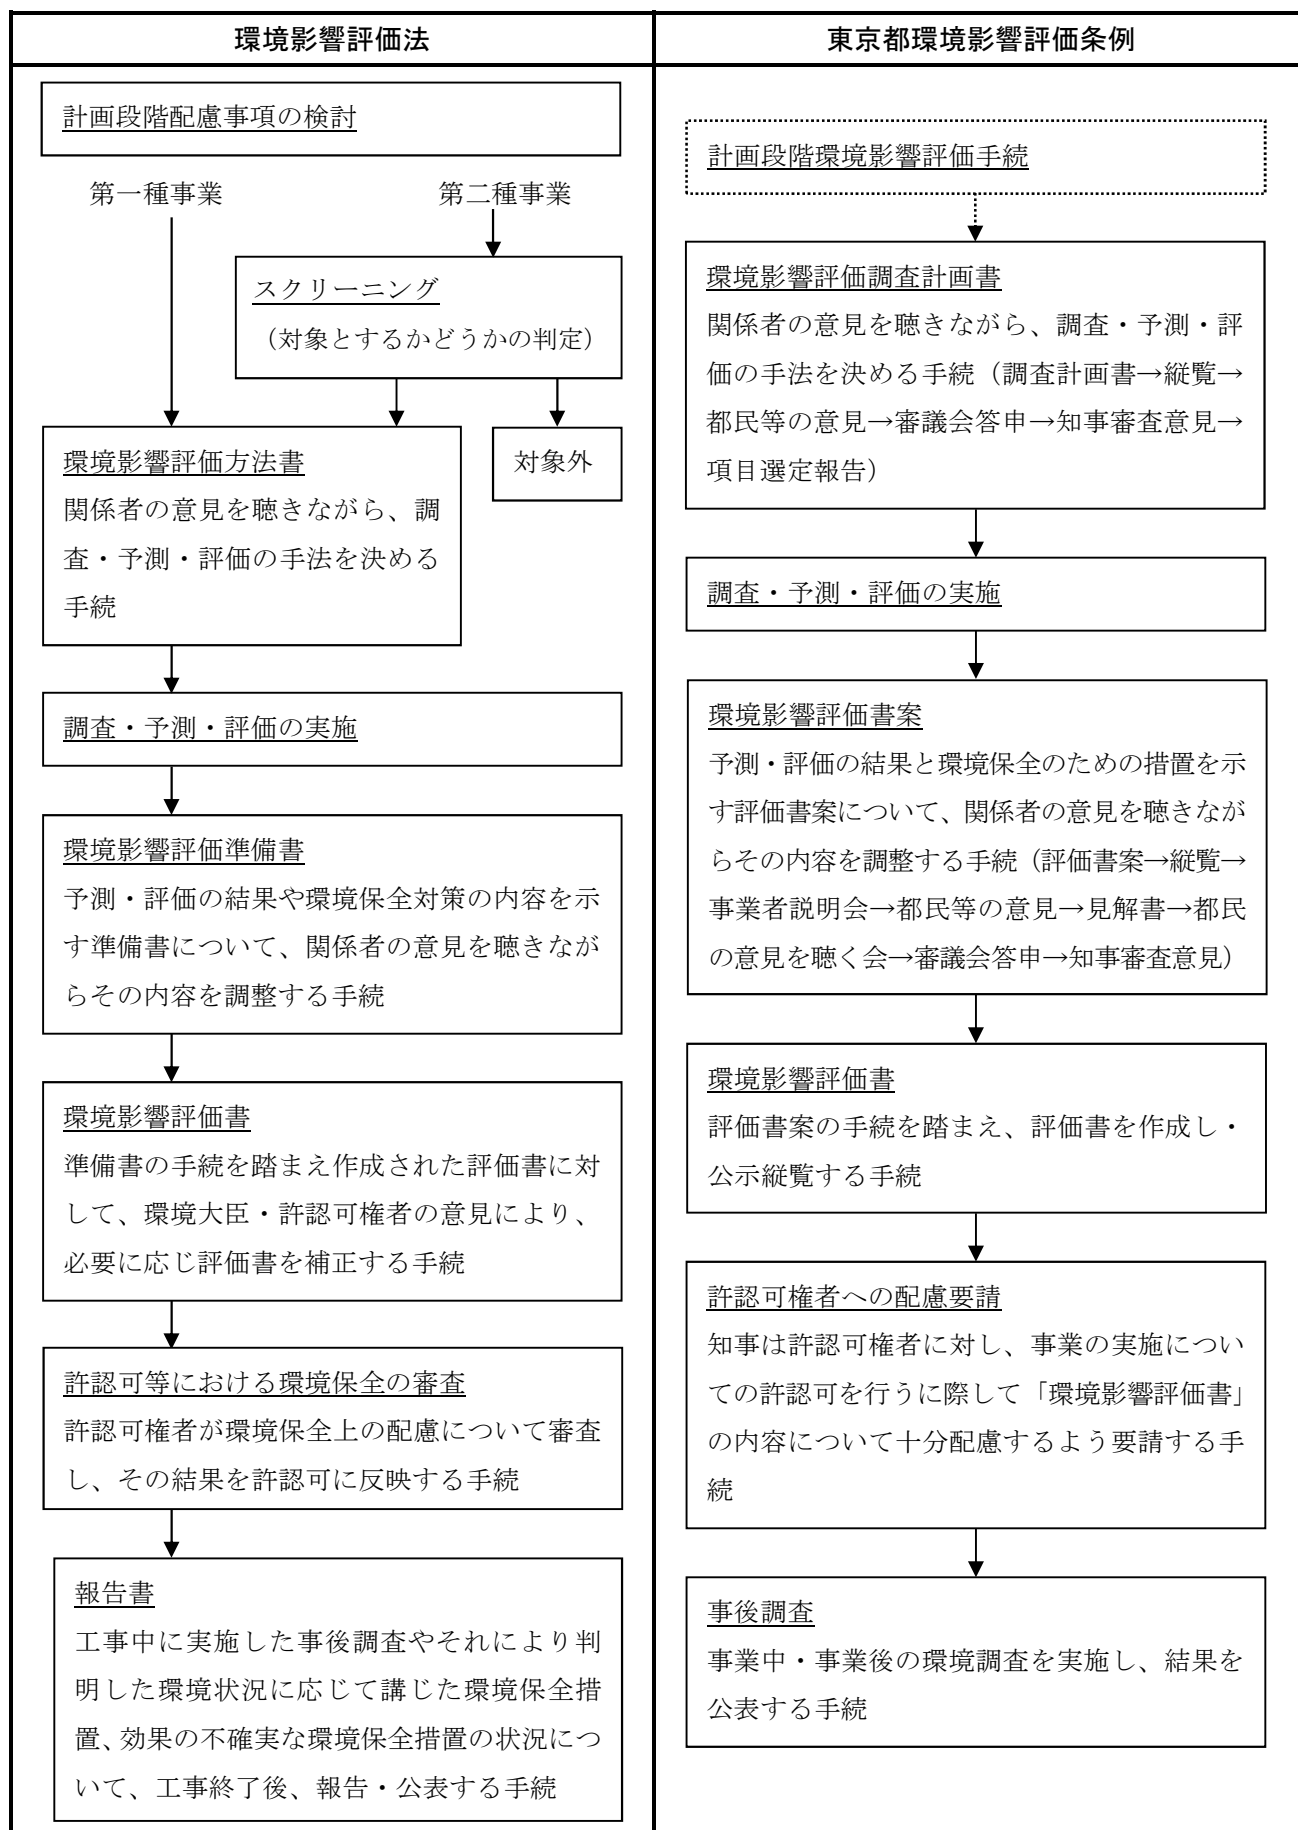 環境影響評価法
計画段階配慮事項の検討
第一種事業
第二種事業
スクリーニング
（対象とするかどうかの判定）
環境影響評価方法書
関係者の意見を聴きながら、調
査・予測・評価の手法を決める
手続
対象外
調査・予測・評価の実施
環境影響評価準備書
予測・評価の結果や環境保全対策の内容を示
す準備書について、関係者の意見を聴きなが
らその内容を調整する手続
環境影響評価書
準備書の手続を踏まえ作成された評価書に対
して、環境大臣・許認可権者の意見により、
必要に応じ評価書を補正する手続
許認可等における環境保全の審査
許認可権者が環境保全上の配慮について審査
し、その結果を許認可に反映する手続
報告書
工事中に実施した事後調査やそれにより判
明した環境状況に応じて講じた環境保全措
置、効果の不確実な環境保全措置の状況につ
いて、工事終了後、報告・公表する手続
東京都環境影響評価条例
計画段階環境影響評価手続
環境影響評価調査計画書
関係者の意見を聴きながら、調査・予測・評
価の手法を決める手続（調査計画書→縦覧→
都民等の意見→審議会答申→知事審査意見→
項目選定報告）
調査・予測・評価の実施
環境影響評価書案
予測・評価の結果と環境保全のための措置を示
す評価書案について、関係者の意見を聴きなが
らその内容を調整する手続（評価書案→縦覧→
事業者説明会→都民等の意見→見解書→都民
の意見を聴く会→審議会答申→知事審査意見）
環境影響評価書
評価書案の手続を踏まえ、評価書を作成し・
公示縦覧する手続
許認可権者への配慮要請
知事は許認可権者に対し、事業の実施につい
ての許認可を行うに際して「環境影響評価書」
の内容について十分配慮するよう要請する手
続
事後調査
事業中・事業後の環境調査を実施し、結果を
公表する手続